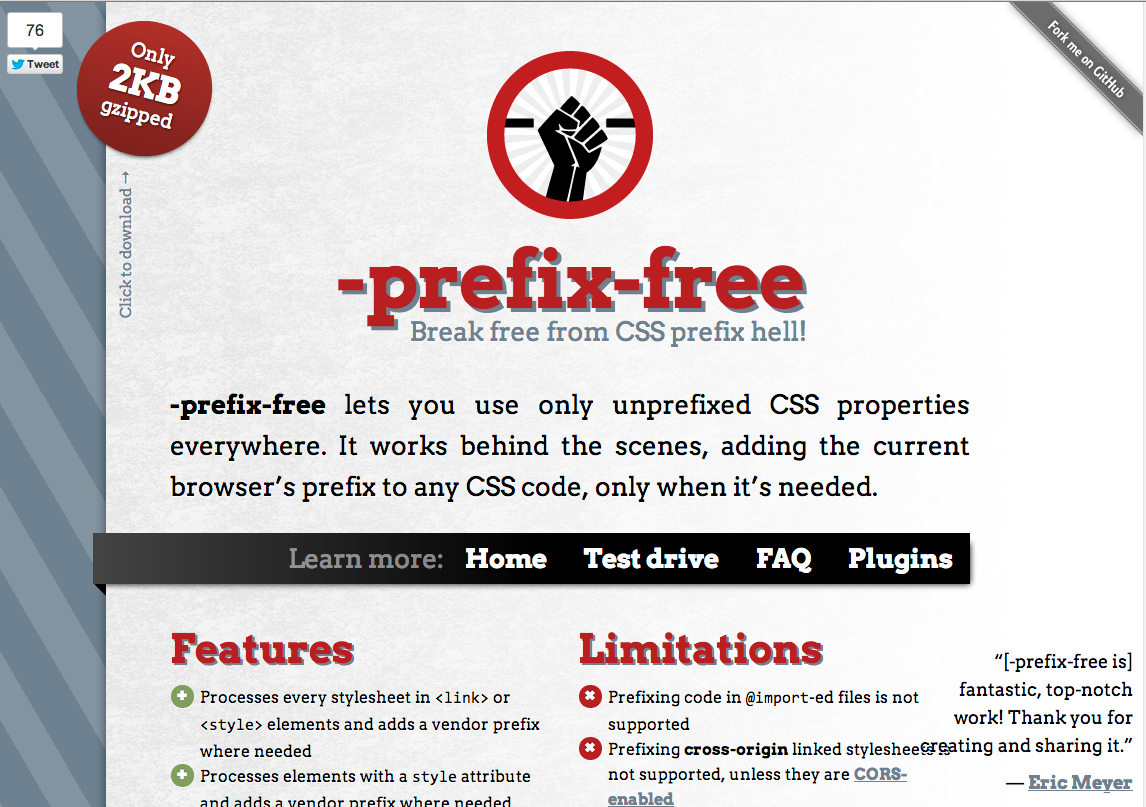 76
Tweet
Only
2KB
gzipped
Click to download →
Fork me on GitHub
-prefix-free
Break free from CSS prefix hell!
-prefix-free lets you use only unprefixed CSS properties
everywhere. It works behind the scenes, adding the current
browser’s prefix to any CSS code, only when it’s needed.
Learn more: Home Test drive FAQ Plugins
Features
Processes every stylesheet in <link> or
<style> elements and adds a vendor prefix
where needed
Processes elements with a style attribute
and adds a vendor prefix where needed
Limitations
Prefixing code in @import-ed files is not
supported
Prefixing cross-origin linked stylesheets is
not supported, unless they are CORS-
enabled
“[-prefix-free is]
fantastic, top-notch
work! Thank you for
creating and sharing it.”
— Eric Meyer